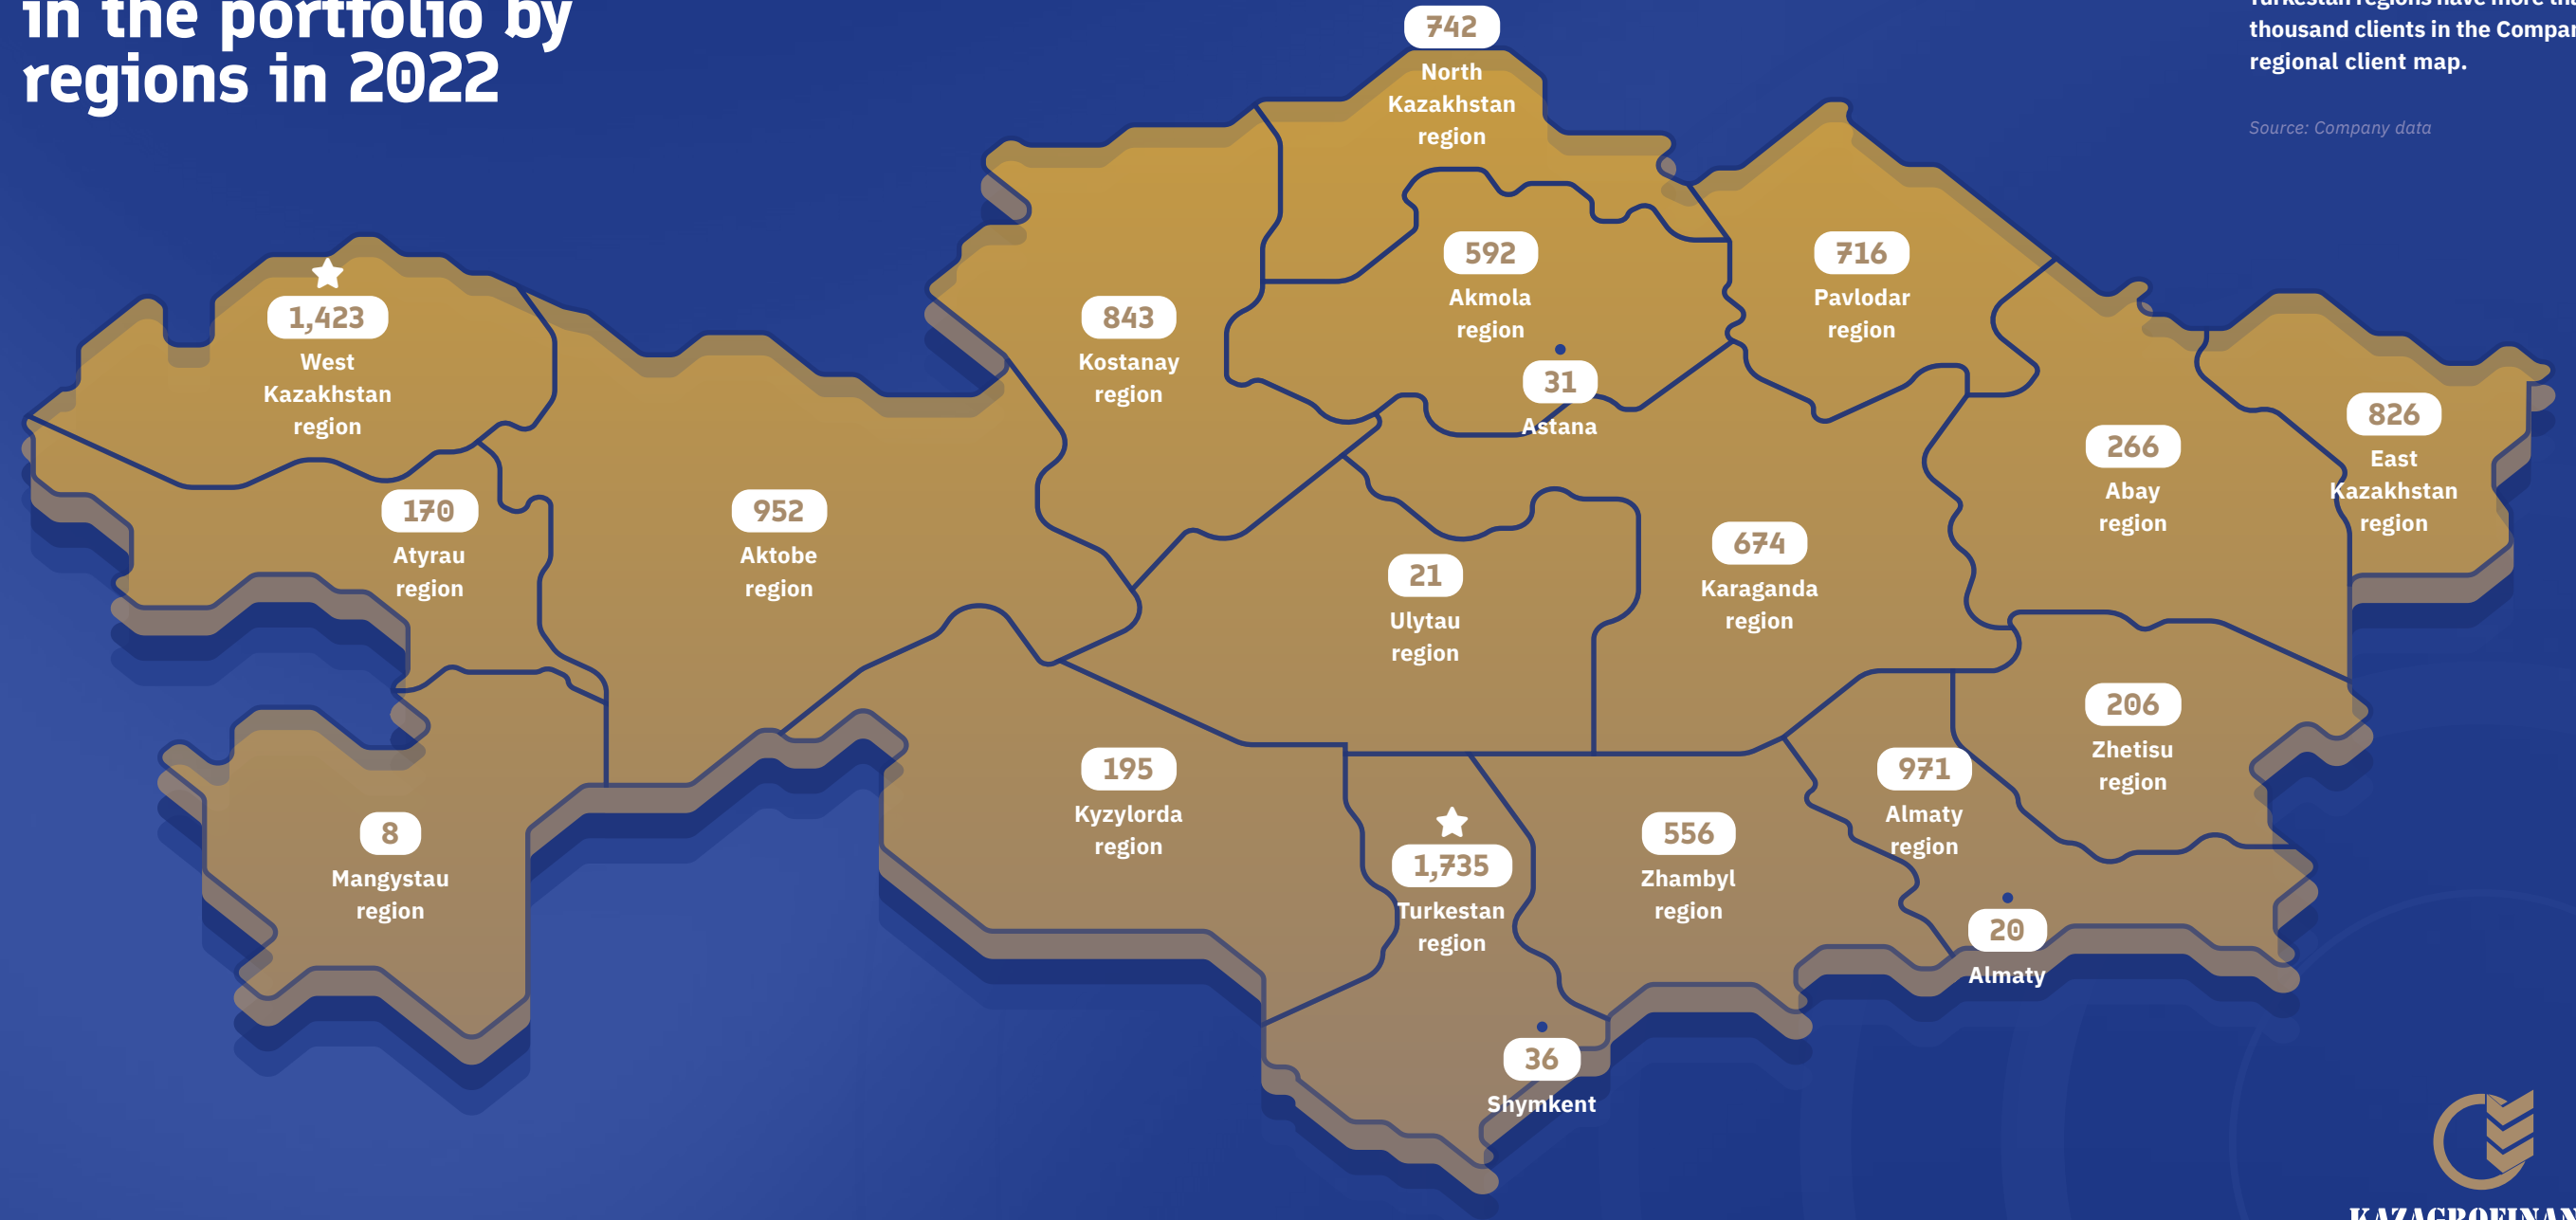 in the portfolio by
regions in 2022
thousand clients in the
regional client map.
Source: Company data
742
North
Kazakhstan
region
592
Akmola
region
716
Pavlodar
region
1,423
West
Kazakhstan
region
843
Kostanay
region
31
Astana
826
East
Kazakhstan
region
266
Abay
region
170
Atyrau
region
952
Aktobe
region
674
Karaganda
region
21
Ulytau
region
206
Zhetisu
region
195
Kyzylorda
region
971
Almaty
region
8
Mangystau
region
1,735
Turkestan
region
556
Zhambyl
region
20
Almaty
36
Shymkent